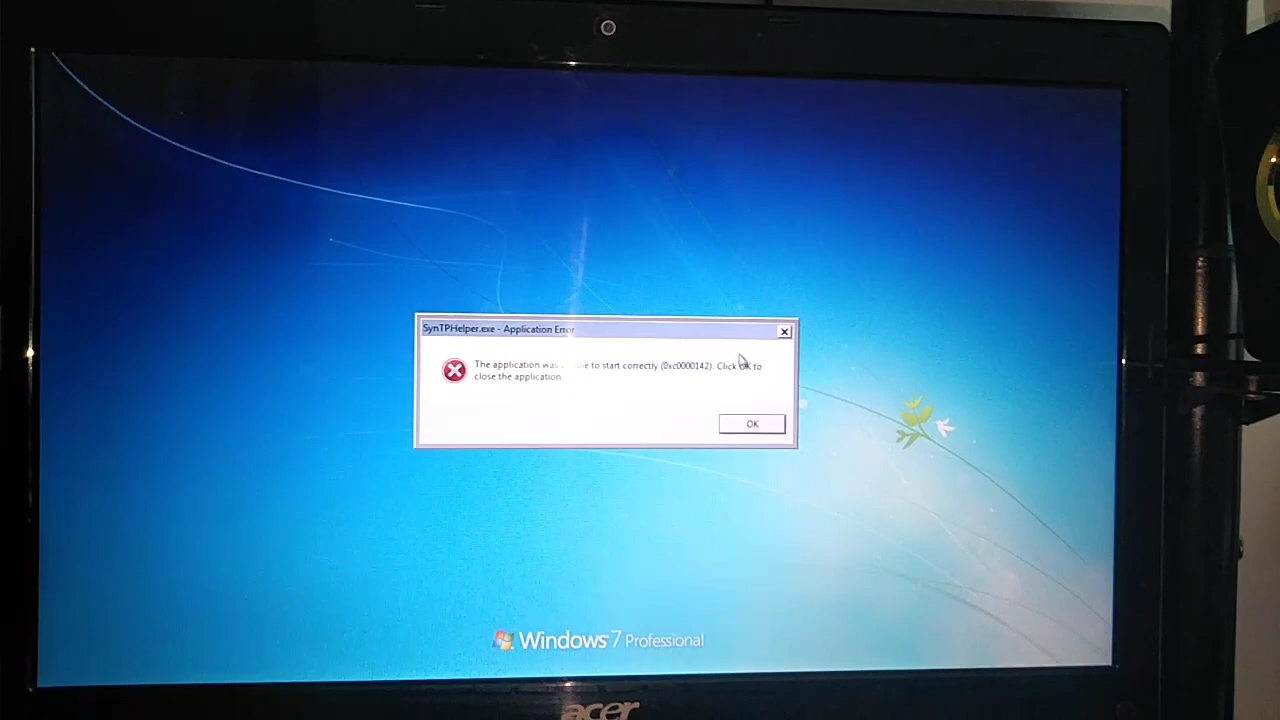 SynTPHelper.exe - Application Error
The application was to start correctly (0xc0000142). Click OK to
close the application.
OK
Windows 7 Professional
acer